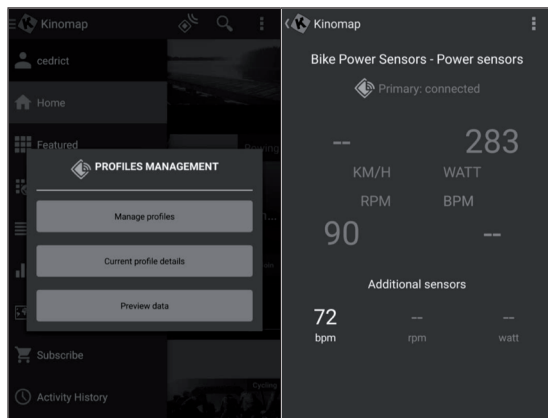 Kinomap
cedrict
Home
Featured
Rowing
PROFILES MANAGEMENT
Manage profiles
Current profile details
Preview data
Subscribe
Cycling
Activity History
Kinomap
Bike Power Sensors - Power sensors
Primary: connected
-- 283
KM/H WATT
RPM BPM
90 --
Additional sensors
72 -- --
bpm rpm watt